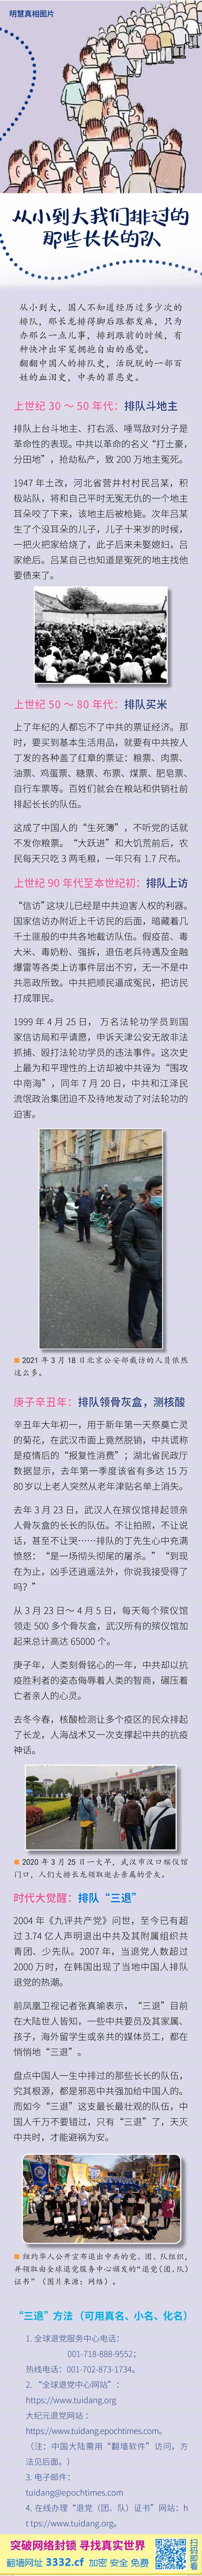 明慧真相图片
从小到大我们排过的
那些长长的队
从小到大，国人不知道经历过多少次的
排队，那长龙排得脚后跟都发麻，只为
办那么一点儿事，排到跟前的时候，有
种快冲出牢笼拥抱自由的感觉。
翻翻中国人的排队史，活脱脱的一部百
姓的血泪史，中共的罪恶史。
上世纪 30 ～ 50 年代：排队斗地主
排队上台斗地主、打右派、唾骂敌对分子是
革命性的表现。中共以革命的名义“打土豪，
分田地”，抢劫私产，致 200 万地主冤死。
1947 年土改，河北省营井村村民吕某，积
极站队，将和自己平时无冤无仇的一个地主
耳朵咬了下来，该地主后被枪毙。次年吕某
生了个没耳朵的儿子，儿子十来岁的时候，
一把火把家给烧了，此子后来未娶媳妇，吕
家绝后。吕某自己也知道是冤死的地主找他
要债来了。
上世纪 50 ～ 80 年代：排队买米
上了年纪的人都忘不了中共的票证经济。那
时，要买到基本生活用品，就要有中共按人
丁发的各种盖了红章的票证：粮票、肉票、
油票、鸡蛋票、糖票、布票、煤票、肥皂票、
自行车票等。百姓们就会在粮站和供销社前
排起长长的队伍。
这成了中国人的“生死簿”，不听党的话就
不发你粮票。“大跃进”和大饥荒前后，农
民每天只吃 3 两毛粮，一年只有 1.7 尺布。
上世纪 90 年代至本世纪初：排队上访
“信访”这块儿已经是中共迫害人权的利器。
国家信访办附近上千访民的后面，暗藏着几
千土匪般的中共各地截访队伍。假疫苗、毒
大米、毒奶粉、强拆，退伍老兵待遇及金融
爆雷等各类上访事件层出不穷，无一不是中
共恶政所致。中共把顺民逼成冤民，把访民
打成罪民。
1999 年 4 月 25 日， 万名法轮功学员到国
家信访局和平请愿，申诉天津公安无故非法
抓捕、殴打法轮功学员的违法事件。这次史
上最为和平理性的上访却被中共诬为“围攻
中南海”，同年 7 月 20 日，中共和江泽民
流氓政治集团迫不及待地发动了对法轮功的
迫害。
2021 年 3 月 18 日北京公安部截访的人员依然
这么多。
庚子辛丑年：排队领骨灰盒，测核酸
辛丑年大年初一，用于新年第一天祭奠亡灵
的菊花，在武汉市面上竟然脱销，中共谎称
是疫情后的“报复性消费”；湖北省民政厅
数据显示，去年第一季度该省有多达 15 万
80 岁以上老人突然从老年津贴名单上消失。
去年 3 月 23 日，武汉人在殡仪馆排起领亲
人骨灰盒的长长的队伍。不让拍照，不让说
话，甚至不让哭……排队的丁先生心中充满
愤怒：“是一场彻头彻尾的屠杀。”“到现
在为止，凶手还逍遥法外，你说我接受得了
吗？”
从 3 月 23 日～ 4 月 5 日，每天每个殡仪馆
领走 500 多个骨灰盒，武汉所有的殡仪馆加
起来总计高达 65000 个。
庚子年，人类刻骨铭心的一年，中共却以抗
疫胜利者的姿态侮辱着人类的智商，碾压着
亡者亲人的心灵。
去冬今春，核酸检测让多个疫区的民众排起
了长龙，人海战术又一次支撑起中共的抗疫
神话。
2020 年 3 月 25 日一大早，武汉市汉口殡仪馆
门口，人们大排长龙领取逝去亲属的骨灰。
时代大觉醒：排队“三退”
2004 年《九评共产党》问世，至今已有超
过 3.74 亿人声明退出中共及其附属组织共
青团、少先队。2007 年，当退党人数超过
2000 万时，在韩国出现了当地中国人排队
退党的热潮。
前凤凰卫视记者张真瑜表示，“三退”目前
在大陆世人皆知，一些中共要员及其家属、
孩子，海外留学生或亲共的媒体员工，都在
悄悄地“三退”。
盘点中国人一生中排过的那些长长的队伍，
究其根源，都是邪恶中共强加给中国人的。
而如今“三退”这支最长最壮观的队伍，中
国人千万不要错过，只有“三退”了，天灭
中共时，才能避祸为安。
纽约华人公开宣布退出中共的党、团、队组织，
并领取由全球退党服务中心颁发的“退党（团、队）
证书”（图片来源：网络）。
“三退”方法（可用真名、小名、化名）
1. 全球退党服务中心电话：
001-718-888-9552；
热线电话：001-702-873-1734。
2. “全球退党中心网站”：
https://www.tuidang.org
大纪元退党网站：
https://www.tuidang.epochtimes.com。
（注：中国大陆需用“翻墙软件”访问，方
法见后面。）
3. 电子邮件：
tuidang@epochtimes.com
4. 在线办理“退党（团、队）证书”网站：h
t tps://www.tuidang.org。
突破网络封锁 寻找真实世界
翻墙网址 3332.cf 加密 安全 免费
扫码即看